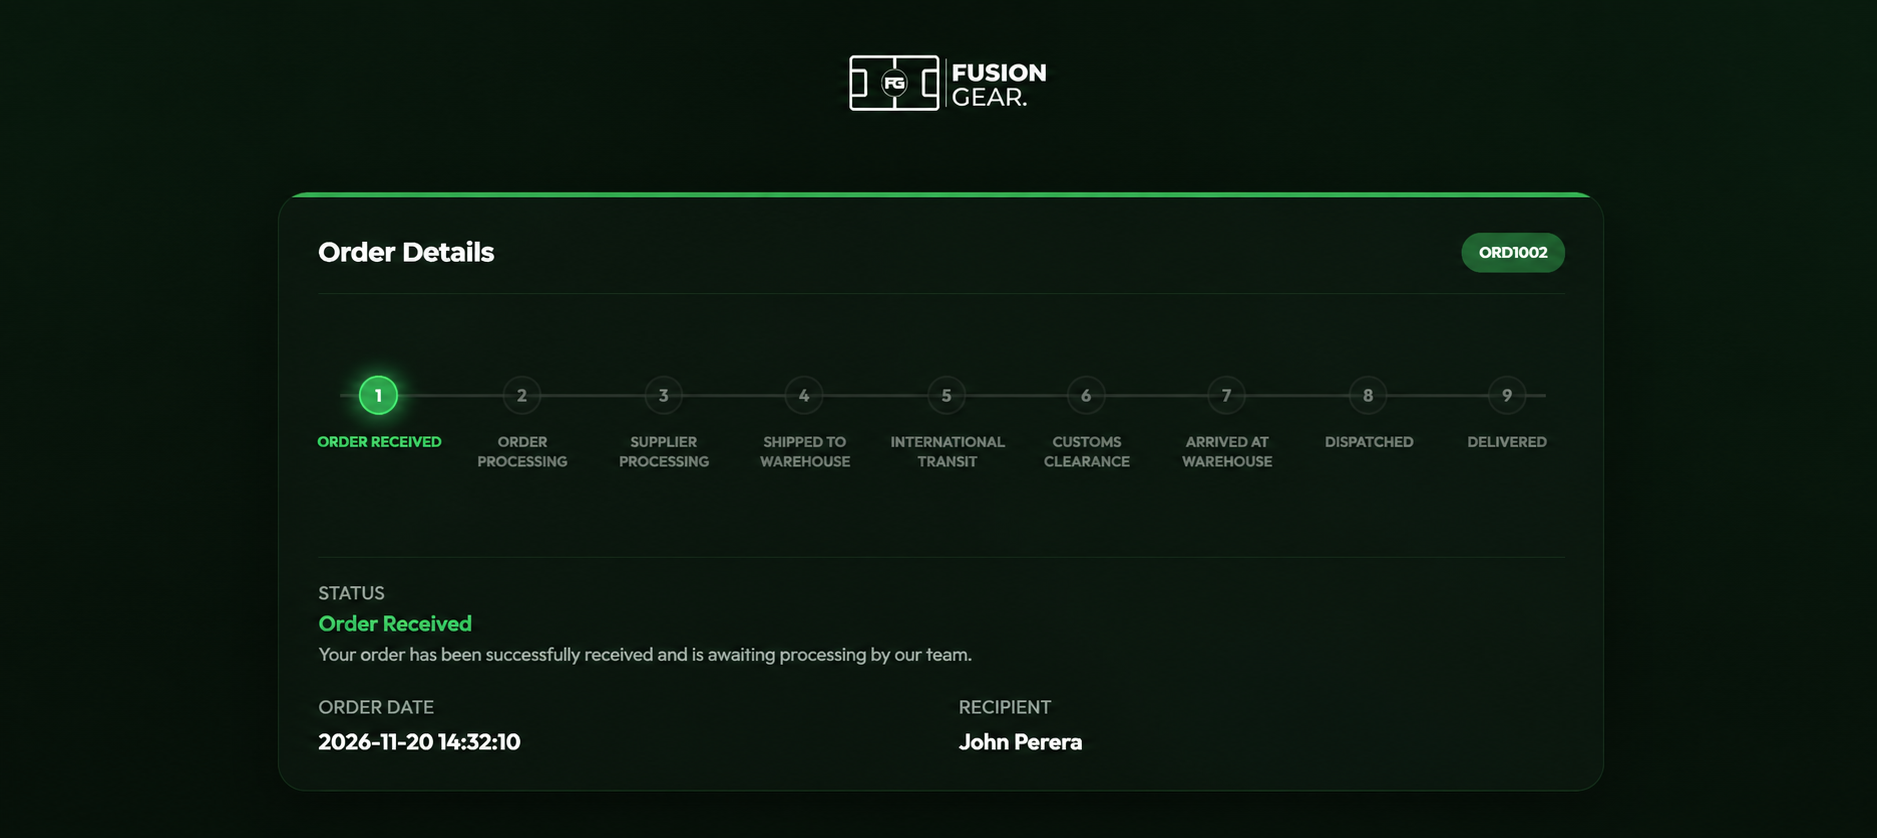 FG
FUSION
GEAR.
Order Details
ORD1002
1
2
3
4
5
6
7
8
9
ORDER RECEIVED
ORDER
PROCESSING
SUPPLIER
PROCESSING
SHIPPED TO
WAREHOUSE
INTERNATIONAL
TRANSIT
CUSTOMS
CLEARANCE
ARRIVED AT
WAREHOUSE
DISPATCHED
DELIVERED
STATUS
Order Received
Your order has been successfully received and is awaiting processing by our team.
ORDER DATE
2026-11-20 14:32:10
RECIPIENT
John Perera